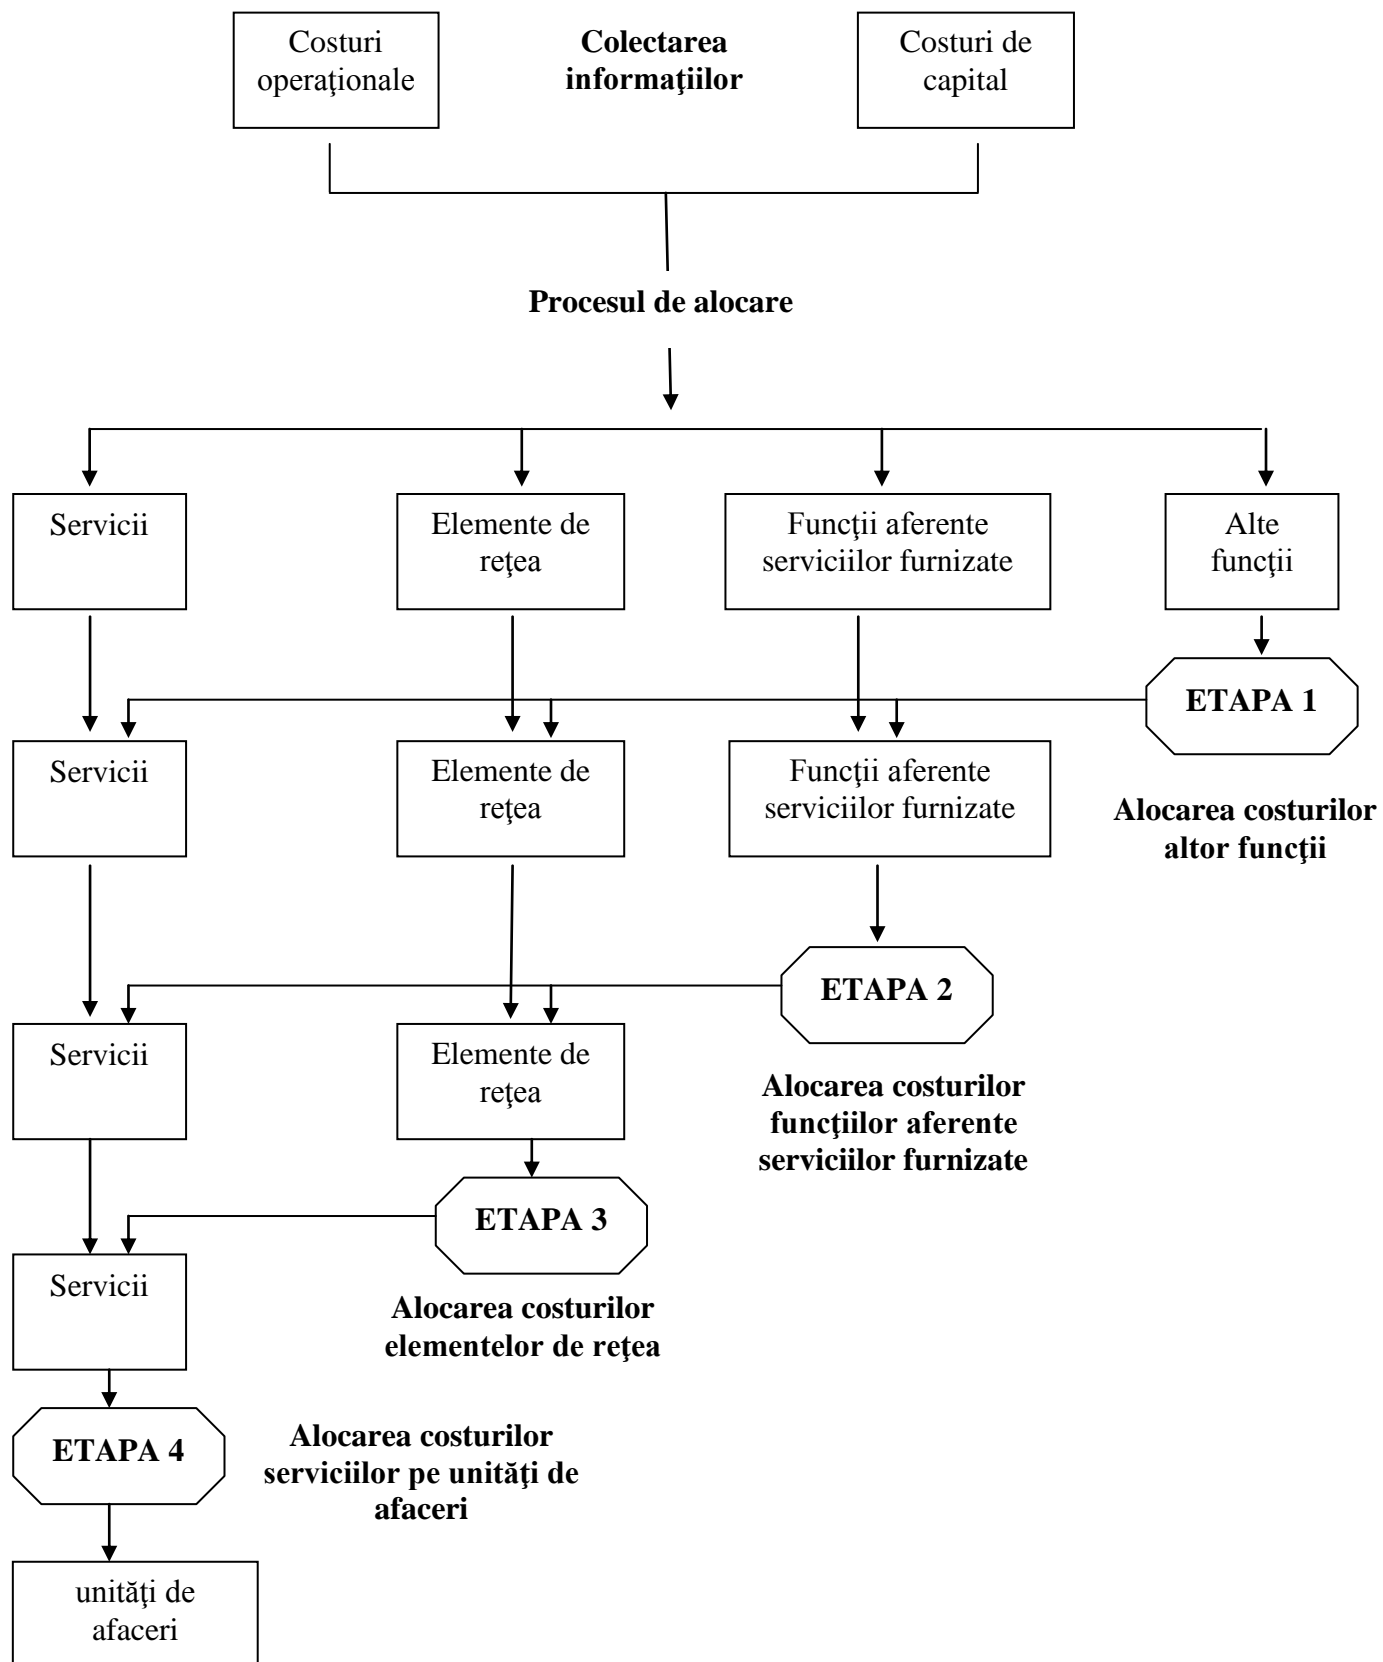 Costuri
operaţionale
Colectarea
informaţiilor
Costuri de
capital
Procesul de alocare
Servicii
Elemente de
reţea
Funcţii aferente
serviciilor furnizate
Alte
funcţii
ETAPA 1
Servicii
Elemente de
reţea
Funcţii aferente
serviciilor furnizate
Alocarea costurilor
altor funcţii
ETAPA 2
Servicii
Elemente de
reţea
Alocarea costurilor
funcţiilor aferente
serviciilor furnizate
ETAPA 3
Servicii
Alocarea costurilor
elementelor de reţea
ETAPA 4
Alocarea costurilor
serviciilor pe unităţi de
afaceri
unităţi de
afaceri